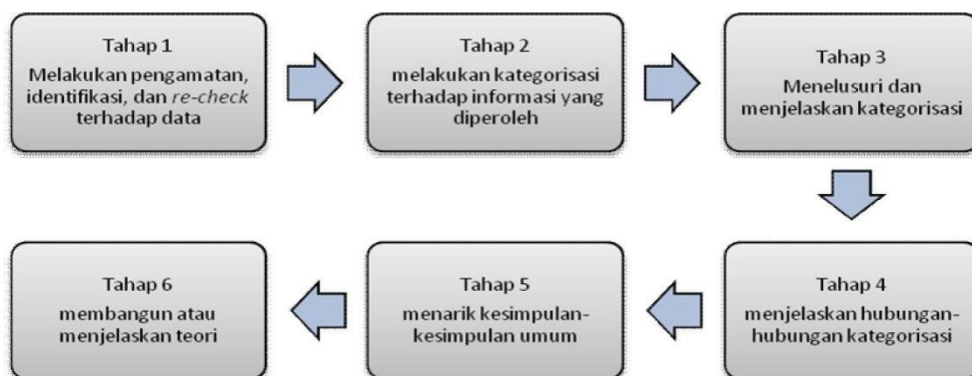 Tahap 1
Melakukan pengamatan,
identifikasi, dan re-check
terhadap data
Tahap 2
melakukan kategorisasi
terhadap informasi yang
diperoleh
Tahap 3
Menelusuri dan
menjelaskan kategorisasi
Tahap 4
menjelaskan hubungan-
hubungan kategorisasi
Tahap 5
menarik kesimpulan-
kesimpulan umum
Tahap 6
membangun atau
menjelaskan teori